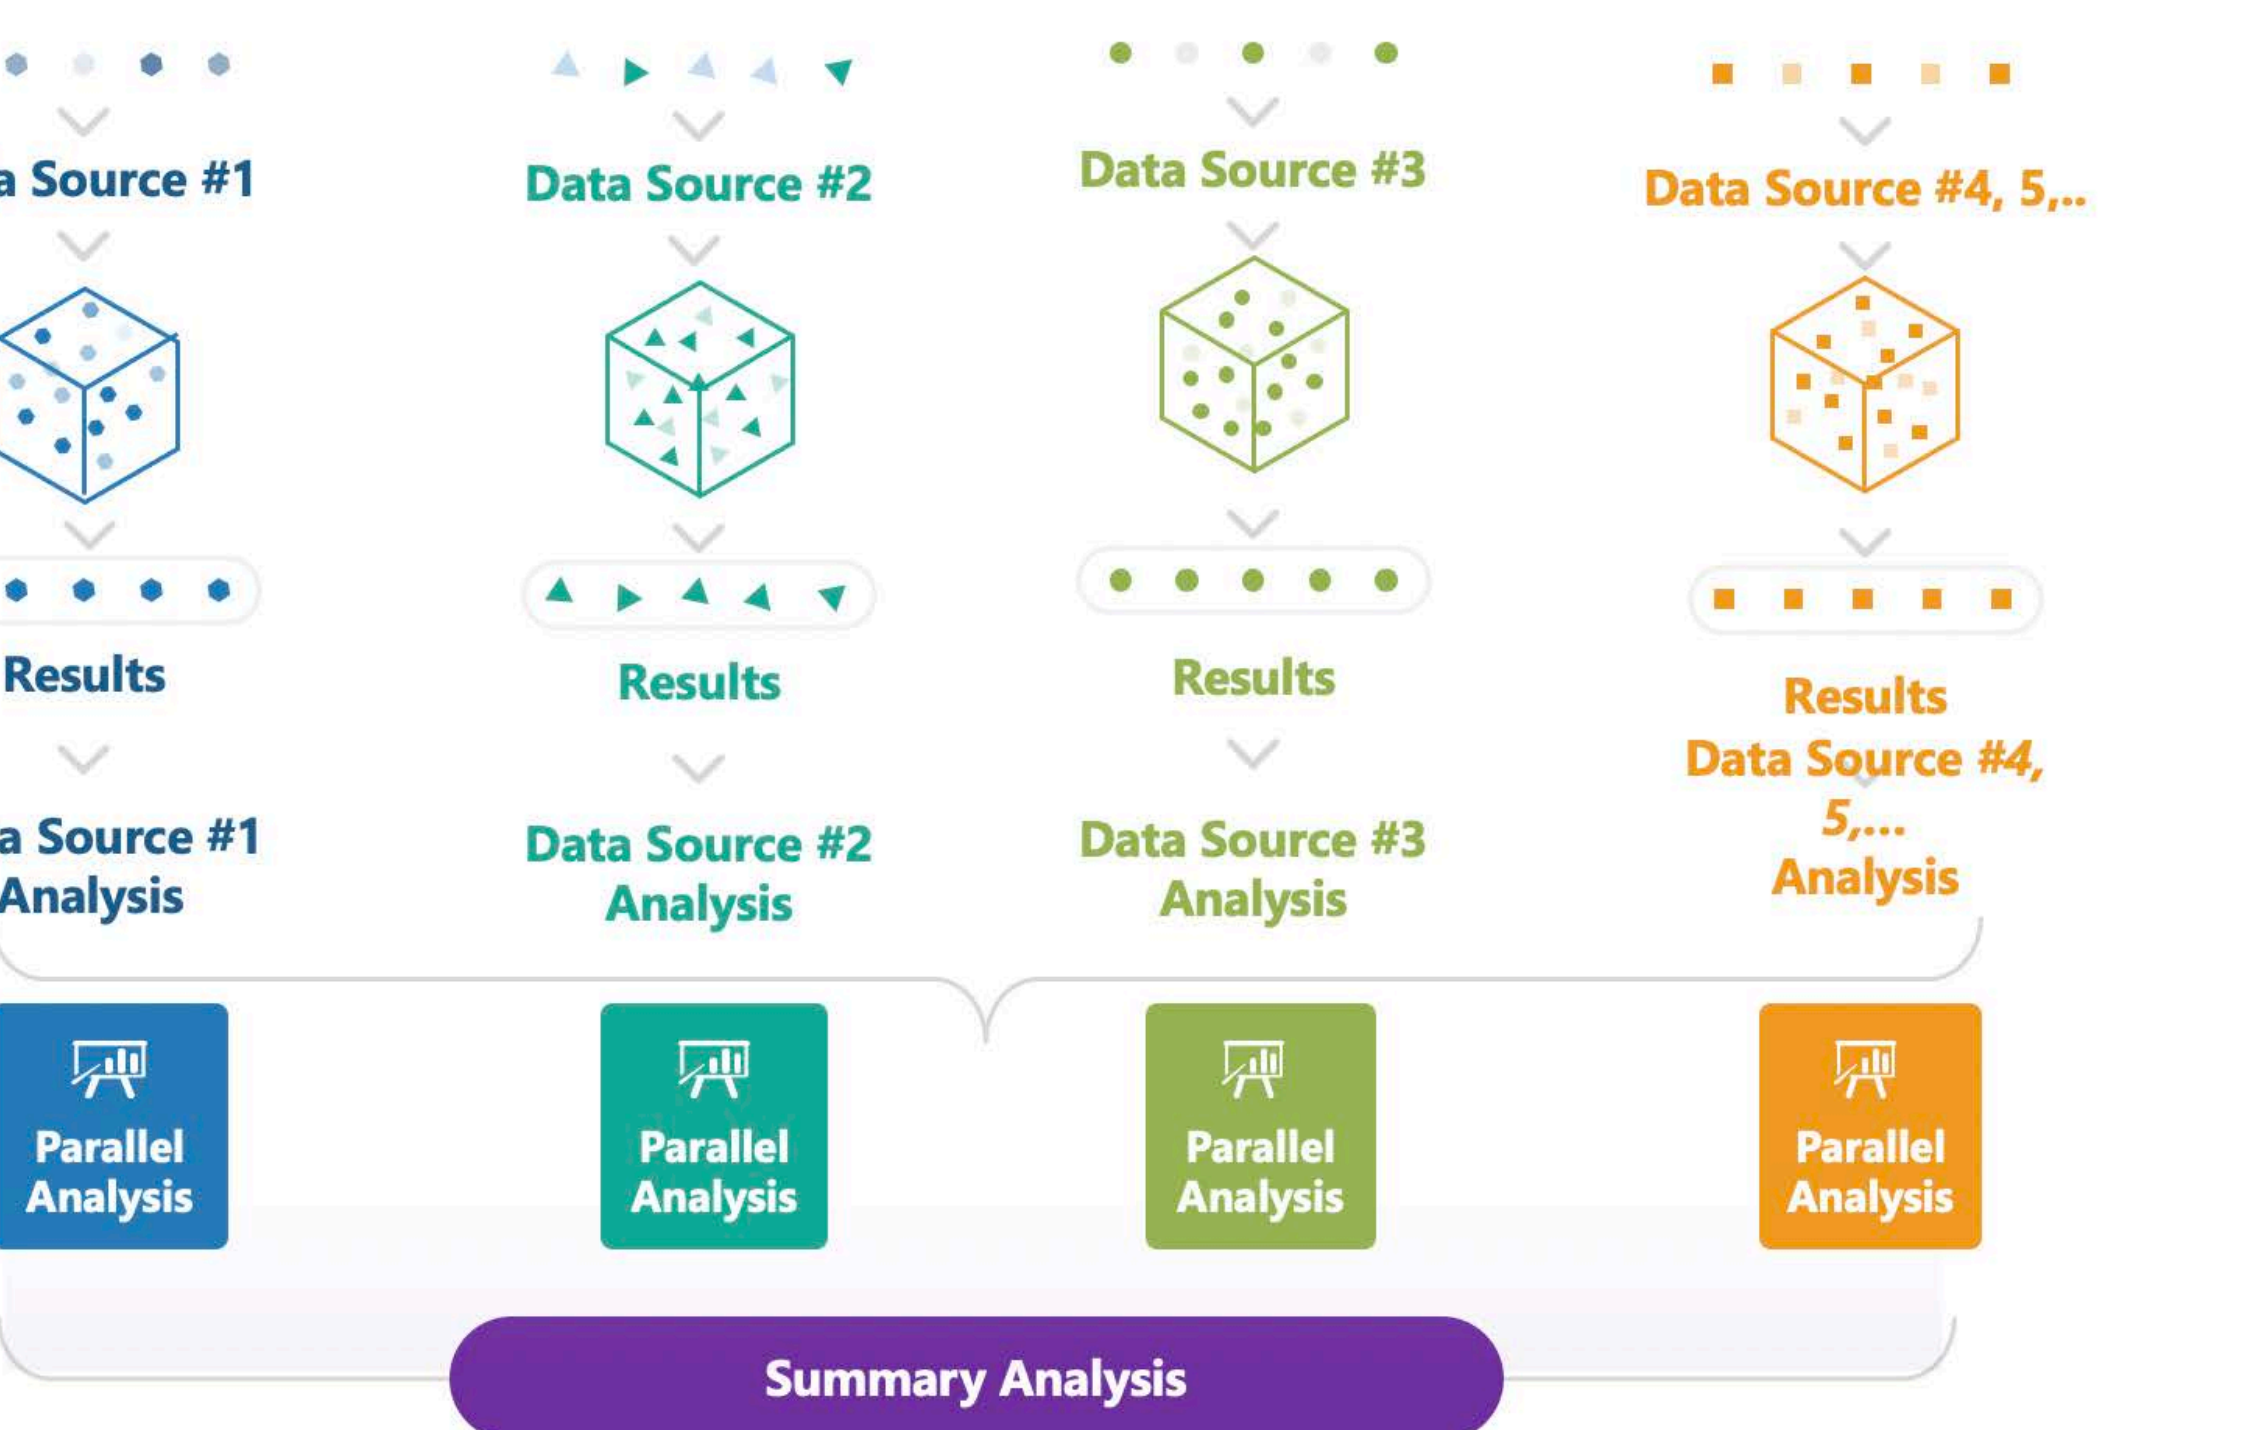 a Source #1
Data Source #2
Data Source #3
Data Source #4, 5,..
Results
Results
Results
Results
a Source #1
Analysis
Data Source #2
Analysis
Data Source #3
Analysis
Data Source #4,
5,...
Analysis
Parallel
Analysis
Parallel
Analysis
Parallel
Analysis
Parallel
Analysis
Summary Analysis